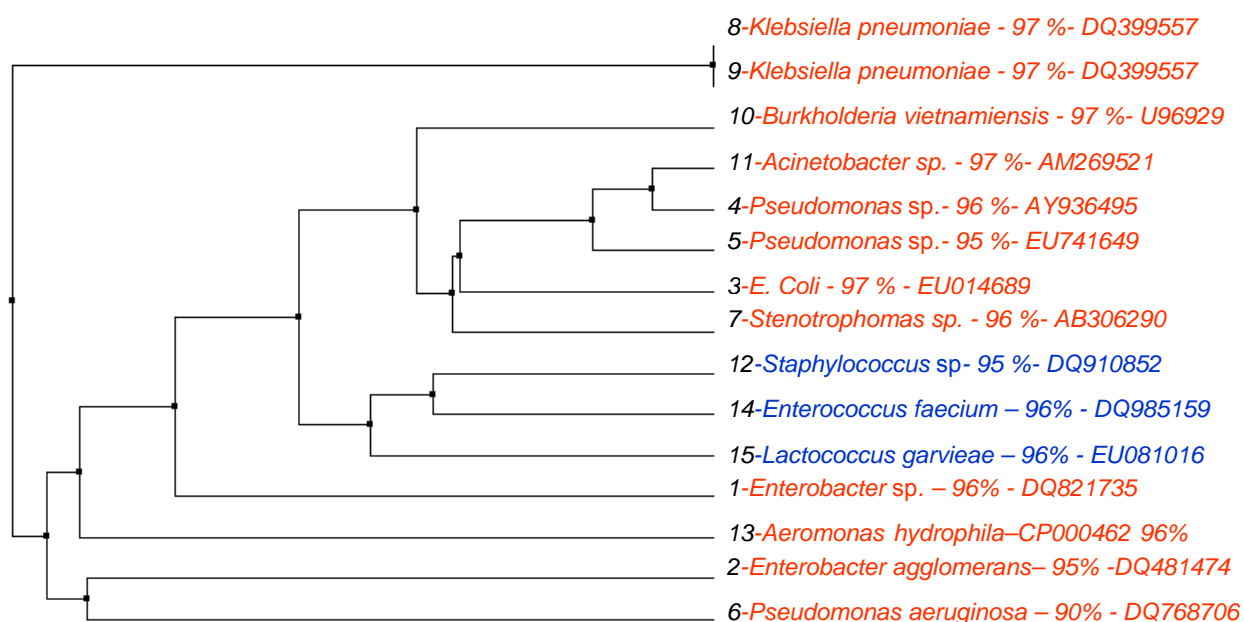 8-Klebsiella pneumoniae - 97 %- DQ399557
9-Klebsiella pneumoniae - 97 %- DQ399557
10-Burkholderia vietnamiensis - 97 %- U96929
11-Acinetobacter sp. - 97 %- AM269521
4-Pseudomonas sp.- 96 %- AY936495
5-Pseudomonas sp.- 95 %- EU741649
3-E. Coli - 97 % - EU014689
7-Stenotrophomas sp. - 96 %- AB306290
12-Staphylococcus sp- 95 %- DQ910852
14-Enterococcus faecium – 96% - DQ985159
15-Lactococcus garvieae – 96% - EU081016
1-Enterobacter sp. – 96% - DQ821735
13-Aeromonas hydrophila–CP000462 96%
2-Enterobacter agglomerans– 95% -DQ481474
6-Pseudomonas aeruginosa – 90% - DQ768706